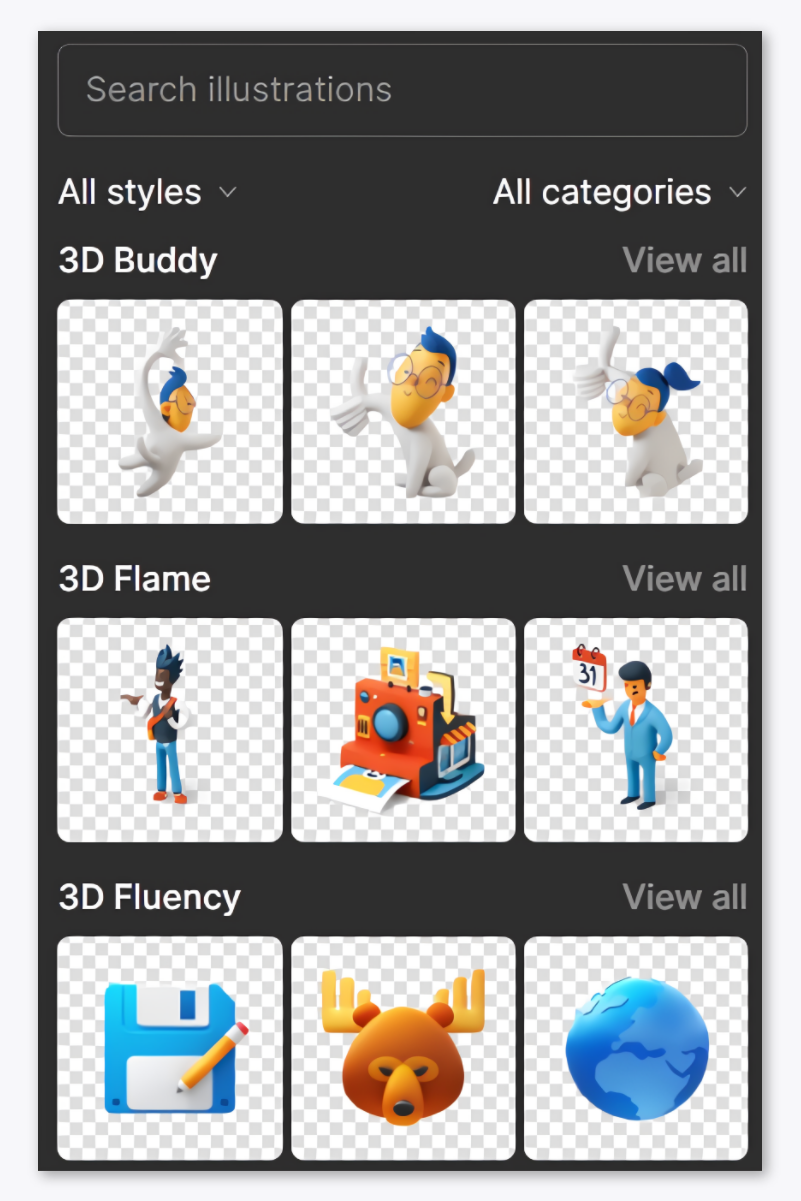 Search illustrations
All styles All categories
3D Buddy View all
3D Flame View all
31
3D Fluency View all